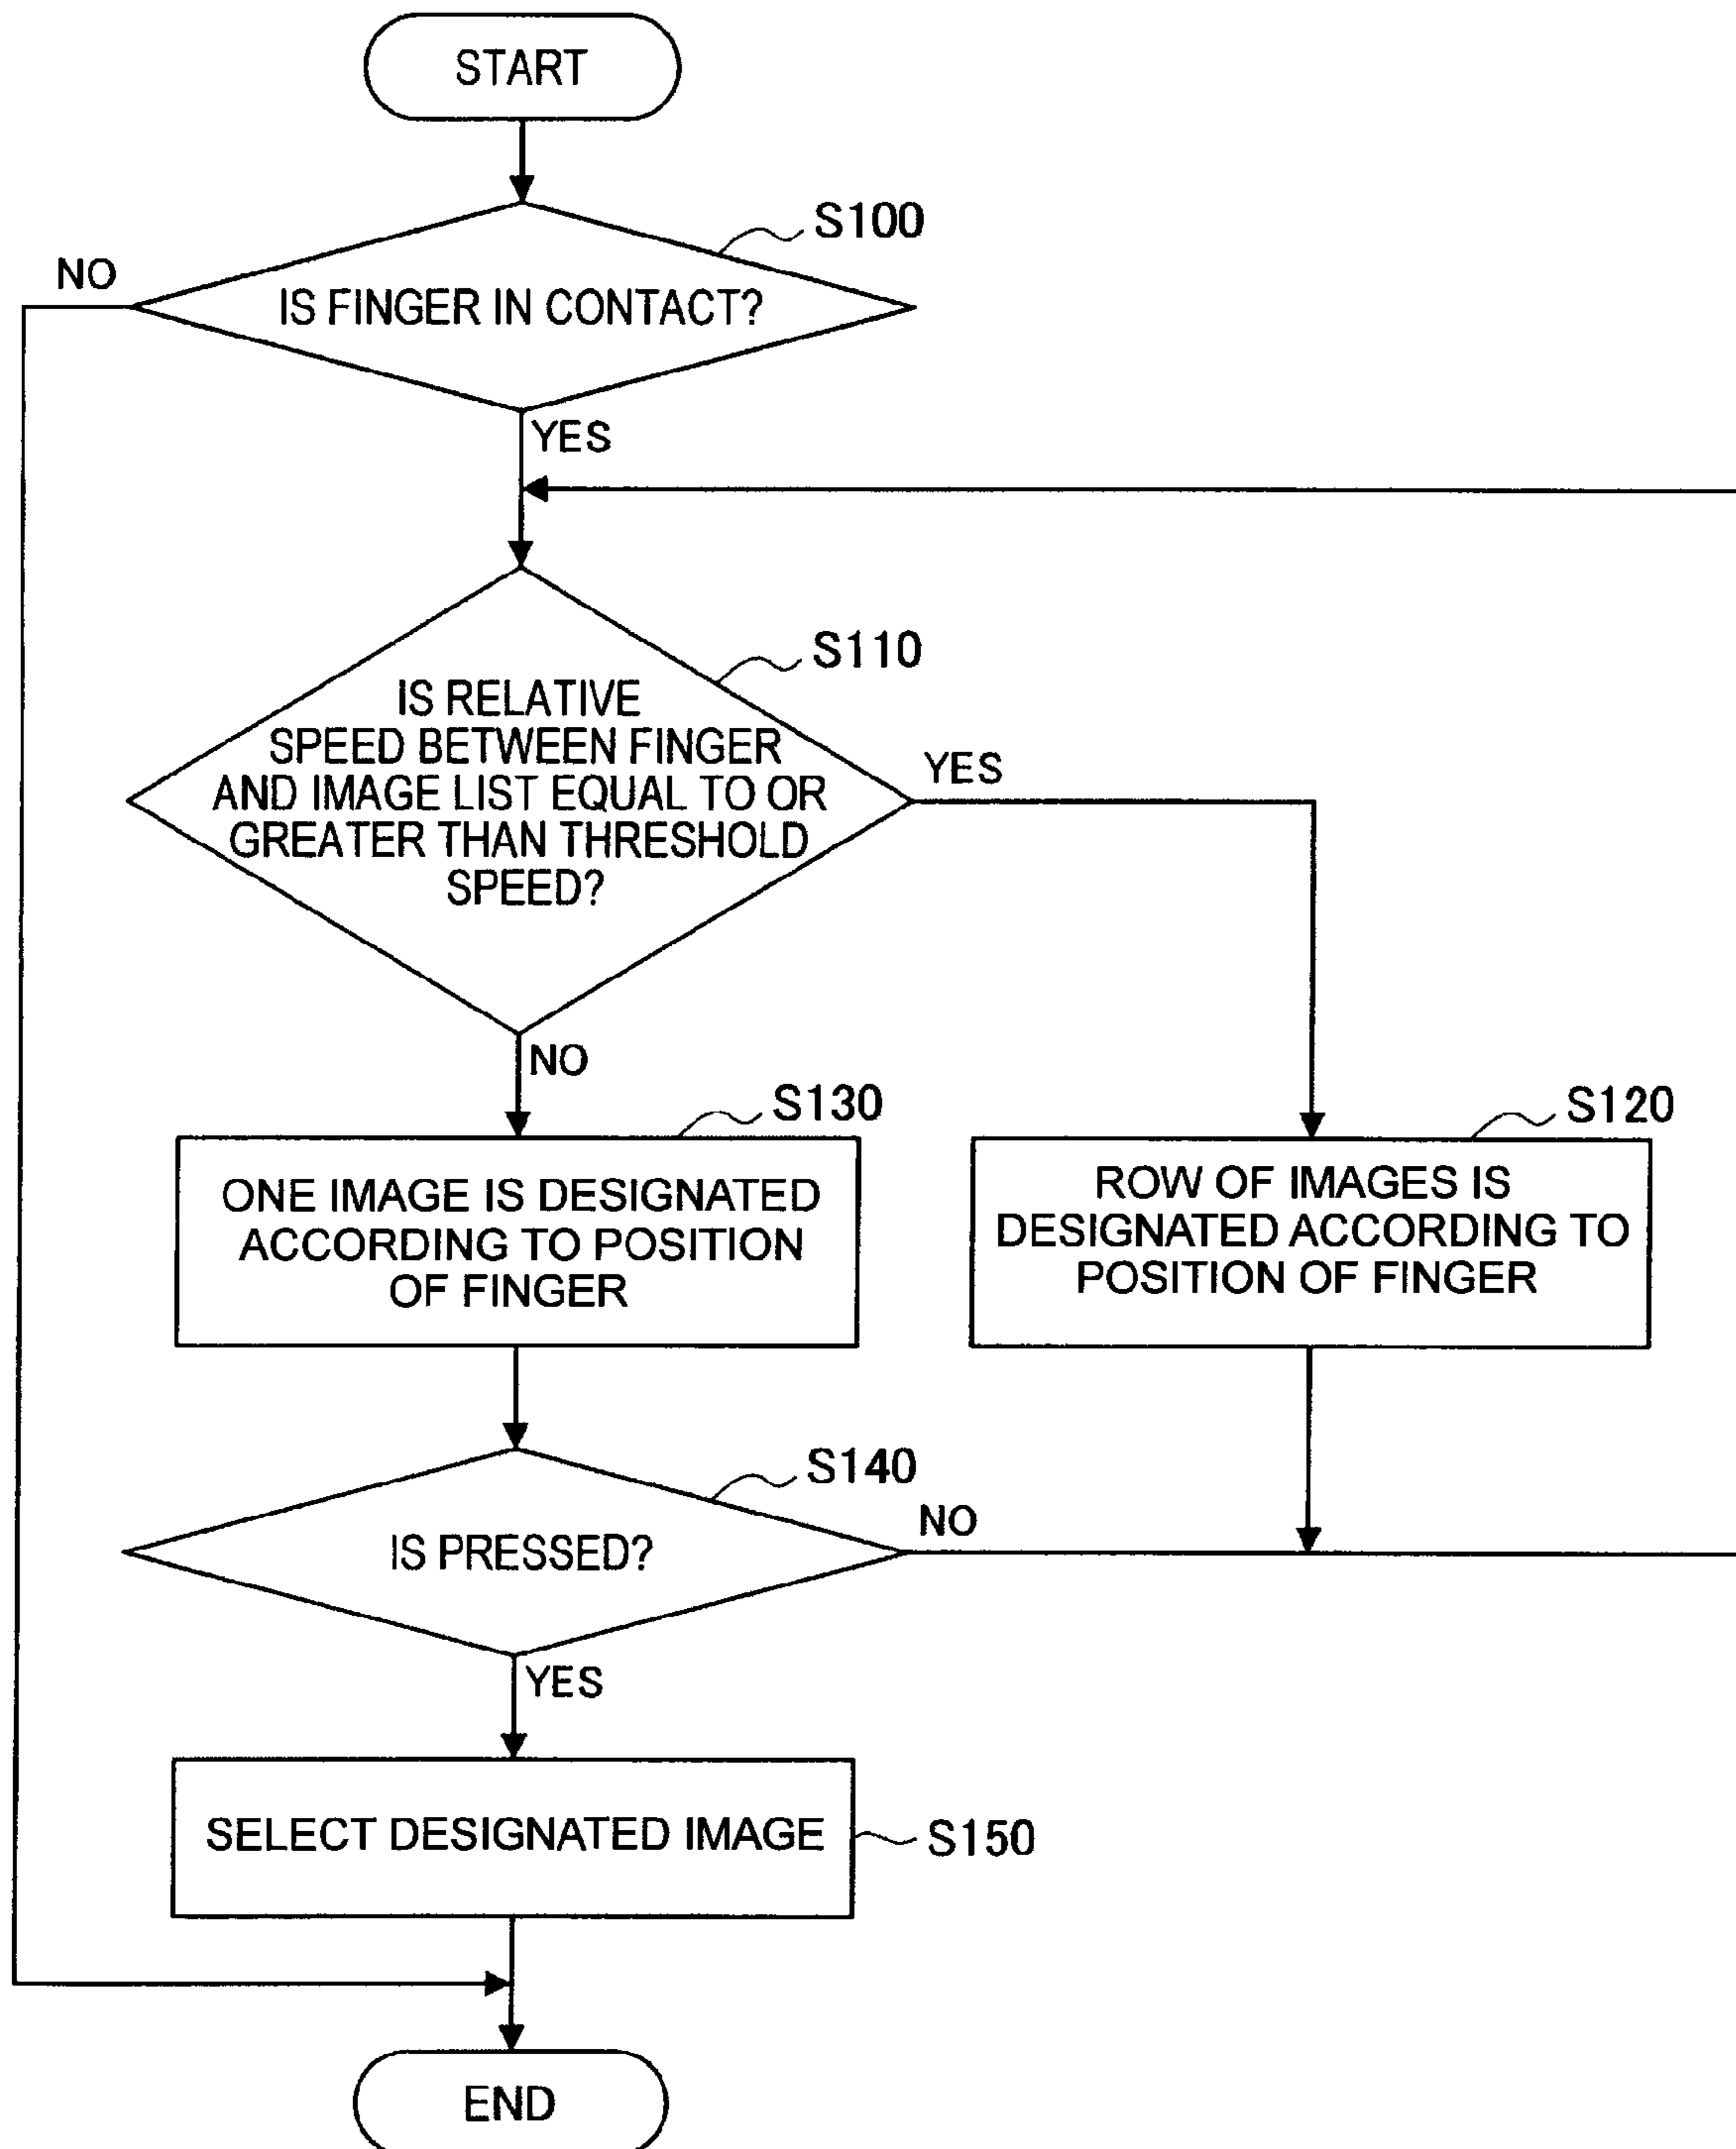 START
S100
NO
IS FINGER IN CONTACT?
YES
S110
IS RELATIVE
SPEED BETWEEN FINGER
AND IMAGE LIST EQUAL TO OR
GREATER THAN THRESHOLD
SPEED?
YES
NO
S130
S120
ONE IMAGE IS DESIGNATED
ACCORDING TO POSITION
OF FINGER
ROW OF IMAGES IS
DESIGNATED ACCORDING TO
POSITION OF FINGER
S140
NO
IS PRESSED?
YES
SELECT DESIGNATED IMAGE
S150
END